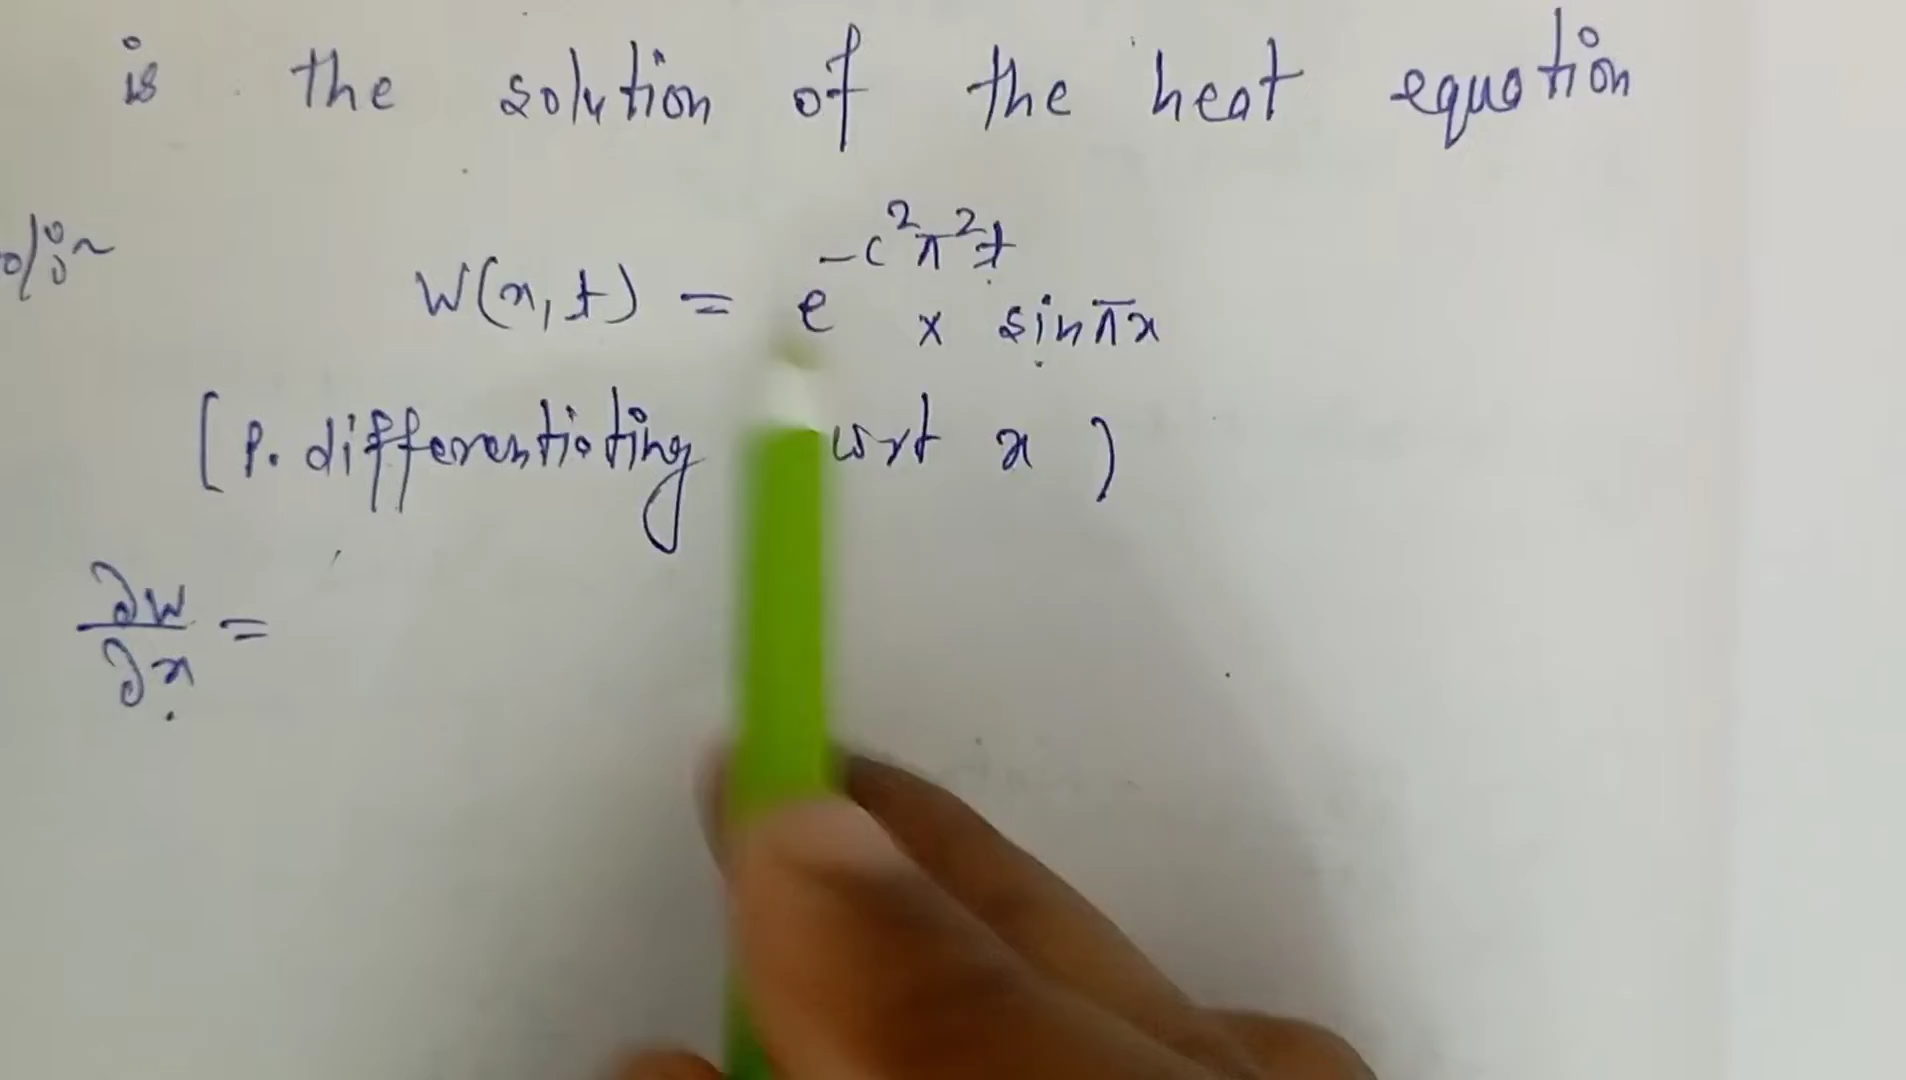 is the solution of the heat equation
W(x,t) = e^{-c²π²t} × sinπx
[P. differentiating wrt x)
∂w/∂x =